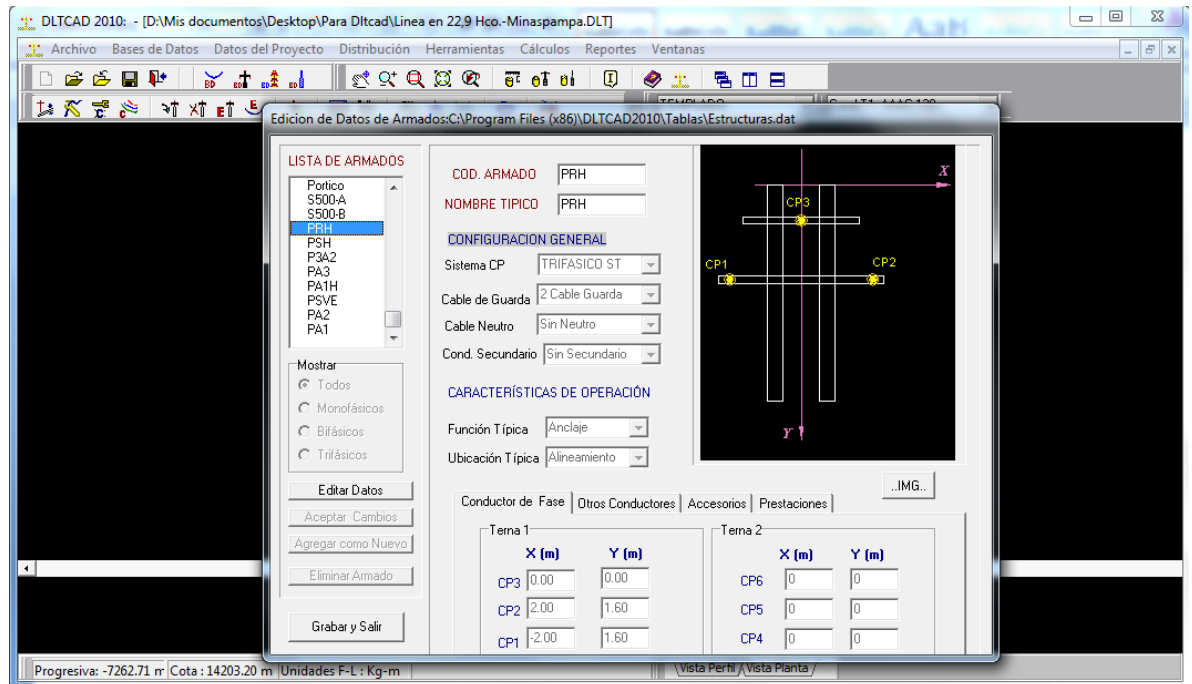 DLTCAD 2010: - [D:\Mis documentos\Desktop\Para Dltcad\Linea en 22,9 Hco.-Minaspampa.DLT]
Archivo Bases de Datos Datos del Proyecto Distribución Herramientas Cálculos Reportes Ventanas
Edicion de Datos de Armados:C:\Program Files (x86)\DLTCAD2010\Tablas\Estructuras.dat
LISTA DE ARMADOS
Portico
S500-A
S500-B
PRH
PSH
P3A2
PA3
PA1H
PSVE
PA2
PA1
Mostrar
Todos
Monofásicos
Bifásicos
Trifásicos
Editar Datos
Aceptar Cambios
Agregar como Nuevo
Eliminar Armado
Grabar y Salir
COD. ARMADO PRH
NOMBRE TIPICO PRH
CONFIGURACION GENERAL
Sistema CP TRIFASICO ST
Cable de Guarda 2 Cable Guarda
Cable Neutro Sin Neutro
Cond. Secundario Sin Secundario
CARACTERÍSTICAS DE OPERACIÓN
Función Típica Anclaje
Ubicación Típica Alineamiento
X
CP3
CP1 CP2
Y
..IMG..
Conductor de Fase Otros Conductores Accesorios Prestaciones
Terna 1
X (m) Y (m)
CP3 0.00 0.00
CP2 2.00 1.60
CP1 -2.00 1.60
Terna 2
X (m) Y (m)
CP6 0 0
CP5 0 0
CP4 0 0
Progresiva: -7262.71 m Cota : 14203.20 m Unidades F-L : Kg-m
Vista Perfil Vista Planta